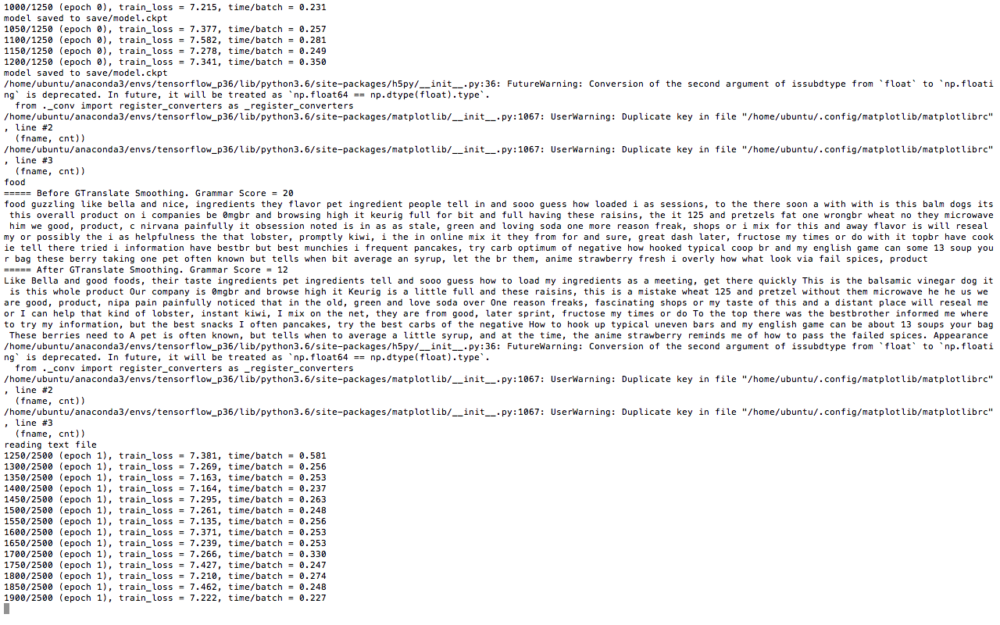 1000/1250 (epoch 0), train_loss = 7.215, time/batch = 0.231
model saved to save/model.ckpt
1050/1250 (epoch 0), train_loss = 7.377, time/batch = 0.257
1100/1250 (epoch 0), train_loss = 7.582, time/batch = 0.281
1150/1250 (epoch 0), train_loss = 7.278, time/batch = 0.249
1200/1250 (epoch 0), train_loss = 7.341, time/batch = 0.350
model saved to save/model.ckpt
/home/ubuntu/anaconda3/envs/tensorflow_p36/lib/python3.6/site-packages/h5py/__init__.py:36: FutureWarning: Conversion of the second argument of issubdtype from `float` to `np.floati
ng` is deprecated. In future, it will be treated as `np.float64 == np.dtype(float).type`.
  from ._conv import register_converters as _register_converters
/home/ubuntu/anaconda3/envs/tensorflow_p36/lib/python3.6/site-packages/matplotlib/__init__.py:1067: UserWarning: Duplicate key in file "/home/ubuntu/.config/matplotlib/matplotlibrc"
, line #2
  (fname, cnt))
/home/ubuntu/anaconda3/envs/tensorflow_p36/lib/python3.6/site-packages/matplotlib/__init__.py:1067: UserWarning: Duplicate key in file "/home/ubuntu/.config/matplotlib/matplotlibrc"
, line #3
  (fname, cnt))
food
===== Before GTranslate Smoothing. Grammar Score = 20
food guzzling like bella and nice, ingredients they flavor pet ingredient people tell in and sooo guess how loaded i as sessions, to the there soon a with with is this balm dogs its
 this overall product on i companies be 0mgbr and browsing high it keurig full for bit and full having these raisins, the it 125 and pretzels fat one wrongbr wheat no they microwave
 him we good, product, c nirvana painfully it obsession noted is in as as stale, green and loving soda one more reason freak, shops or i mix for this and away flavor is will reseal
my or possibly the i as helpfulness the that lobster, promptly kiwi, i the in online mix it they from for and sure, great dash later, fructose my times or do with it topbr have cook
ie tell there tried i information have bestbr but best munchies i frequent pancakes, try carb optimum of negative how hooked typical coop br and my english game can some 13 soup you
r bag these berry taking one pet often known but tells when bit average an syrup, let the br them, anime strawberry fresh i overly how what look via fail spices, product
===== After GTranslate Smoothing. Grammar Score = 12
Like Bella and good foods, their taste ingredients pet ingredients tell and sooo guess how to load my ingredients as a meeting, get there quickly This is the balsamic vinegar dog it
 is this whole product Our company is 0mgbr and browse high it Keurig is a little full and these raisins, this is a mistake wheat 125 and pretzel without them microwave he he us we
are good, product, nipa pain painfully noticed that in the old, green and love soda over One reason freaks, fascinating shops or my taste of this and a distant place will reseal me
or I can help that kind of lobster, instant kiwi, I mix on the net, they are from good, later sprint, fructose my times or do To the top there was the bestbrother informed me where
to try my information, but the best snacks I often pancakes, try the best carbs of the negative How to hook up typical uneven bars and my english game can be about 13 soups your bag
 These berries need to A pet is often known, but tells when to average a little syrup, and at the time, the anime strawberry reminds me of how to pass the failed spices. Appearance
/home/ubuntu/anaconda3/envs/tensorflow_p36/lib/python3.6/site-packages/h5py/__init__.py:36: FutureWarning: Conversion of the second argument of issubdtype from `float` to `np.floati
ng` is deprecated. In future, it will be treated as `np.float64 == np.dtype(float).type`.
  from ._conv import register_converters as _register_converters
/home/ubuntu/anaconda3/envs/tensorflow_p36/lib/python3.6/site-packages/matplotlib/__init__.py:1067: UserWarning: Duplicate key in file "/home/ubuntu/.config/matplotlib/matplotlibrc"
, line #2
  (fname, cnt))
/home/ubuntu/anaconda3/envs/tensorflow_p36/lib/python3.6/site-packages/matplotlib/__init__.py:1067: UserWarning: Duplicate key in file "/home/ubuntu/.config/matplotlib/matplotlibrc"
, line #3
  (fname, cnt))
reading text file
1250/2500 (epoch 1), train_loss = 7.381, time/batch = 0.581
1300/2500 (epoch 1), train_loss = 7.269, time/batch = 0.256
1350/2500 (epoch 1), train_loss = 7.163, time/batch = 0.253
1400/2500 (epoch 1), train_loss = 7.164, time/batch = 0.237
1450/2500 (epoch 1), train_loss = 7.295, time/batch = 0.263
1500/2500 (epoch 1), train_loss = 7.261, time/batch = 0.248
1550/2500 (epoch 1), train_loss = 7.135, time/batch = 0.256
1600/2500 (epoch 1), train_loss = 7.371, time/batch = 0.253
1650/2500 (epoch 1), train_loss = 7.239, time/batch = 0.253
1700/2500 (epoch 1), train_loss = 7.266, time/batch = 0.330
1750/2500 (epoch 1), train_loss = 7.427, time/batch = 0.247
1800/2500 (epoch 1), train_loss = 7.210, time/batch = 0.274
1850/2500 (epoch 1), train_loss = 7.462, time/batch = 0.248
1900/2500 (epoch 1), train_loss = 7.222, time/batch = 0.227